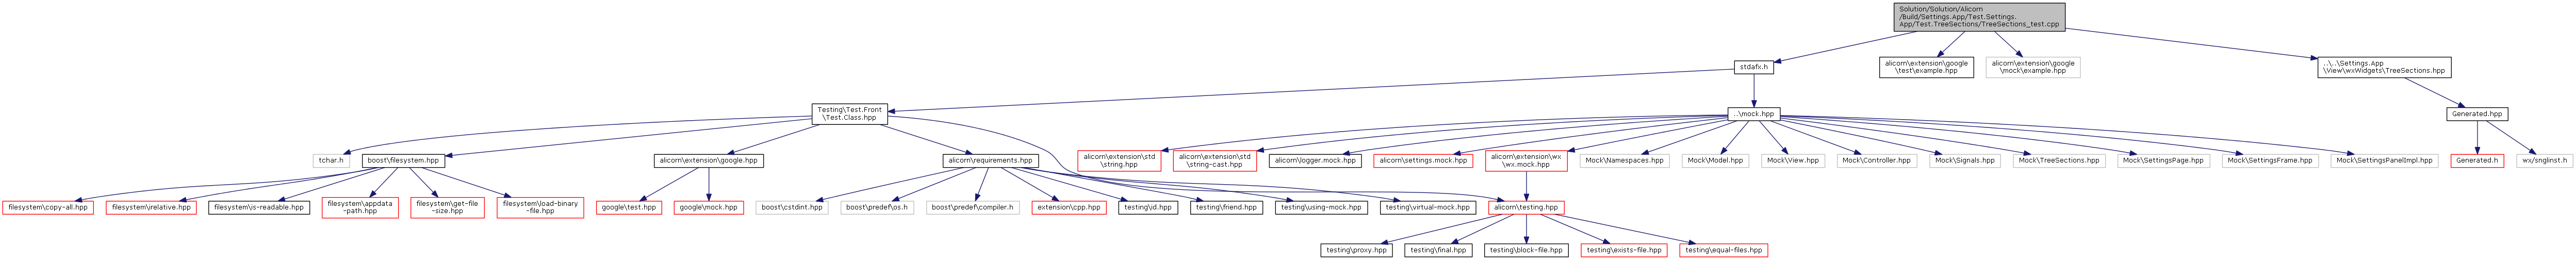 Solution/Solution/Alicorn
/Build/Settings.App/Test.Settings.
App/Test.TreeSections/TreeSections_test.cpp
stdafx.h
alicorn\extension\google
test\example.hpp
alicorn\extension\google
\mock\example.hpp
..\..\Settings.App
\View\wxWidgets\TreeSections.hpp
Testing\Test.Front
\Test.Class.hpp
..\mock.hpp
Generated.hpp
tchar.h
boost\filesystem.hpp
alicorn\extension\google.hpp
alicorn\requirements.hpp
alicorn\extension\std
\string.hpp
alicorn\extension\std
\string-cast.hpp
alicorn\logger.mock.hpp
alicorn\settings.mock.hpp
alicorn\extension\wx
\wx.mock.hpp
Mock\Namespaces.hpp
Mock\Model.hpp
Mock\View.hpp
Mock\Controller.hpp
Mock\Signals.hpp
Mock\TreeSections.hpp
Mock\SettingsPage.hpp
Mock\SettingsFrame.hpp
Mock\SettingsPanelImpl.hpp
Generated.h
wx/snglinst.h
filesystem\copy-all.hpp
filesystem\irelative.hpp
filesystem\is-readable.hpp
filesystem\appdata
-path.hpp
filesystem\get-file
-size.hpp
filesystem\load-binary
-file.hpp
google\test.hpp
google\mock.hpp
boost\cstdint.hpp
boost\predef\os.h
boost\predef\compiler.h
extension\cpp.hpp
testing\id.hpp
testing\friend.hpp
testing\using-mock.hpp
testing\virtual-mock.hpp
alicorn\testing.hpp
testing\proxy.hpp
testing\final.hpp
testing\block-file.hpp
testing\exists-file.hpp
testing\equal-files.hpp